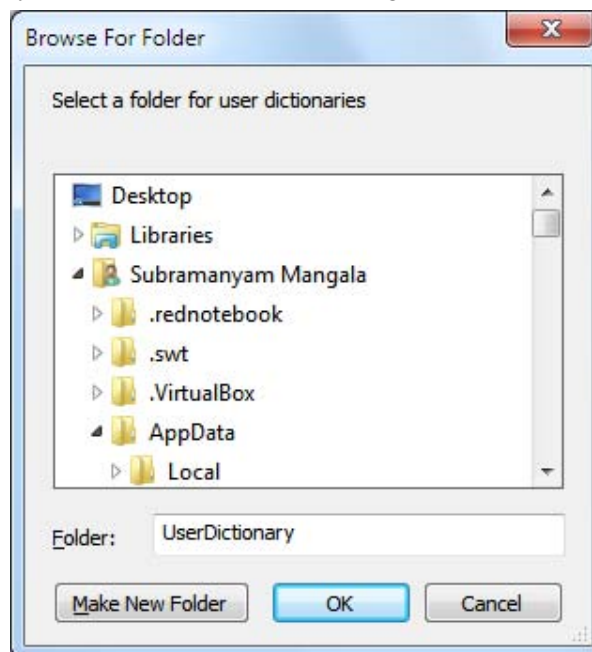 Browse For Folder
Select a folder for user dictionaries
Desktop
Libraries
Subramanyam Mangala
.rednotebook
.swt
.VirtualBox
AppData
Local
Folder: UserDictionary
Make New Folder OK Cancel